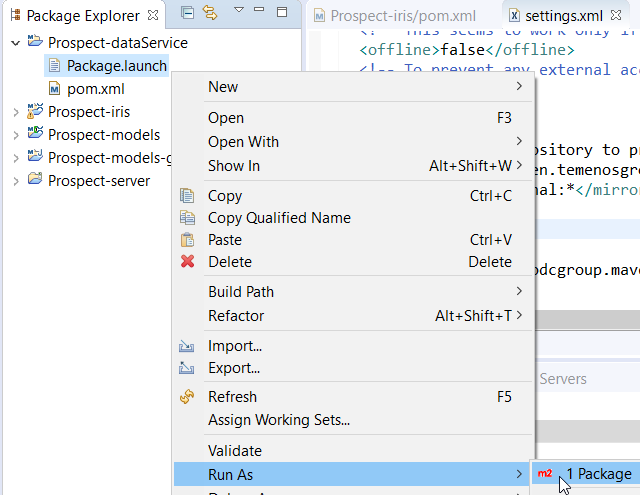 Package Explorer
Prospect-dataService
Package.launch
pom.xml
Prospect-iris
Prospect-models
Prospect-models-g
Prospect-server
Prospect-iris/pom.xml
settings.xml
<!-- This seems to work only if
<offline>false</offline>
<!-- To prevent any external acc
ository to pr
en.temenosgro
nal:*</mirror
odcgroup.mave
Servers
New
Open F3
Open With
Show In Alt+Shift+W
Copy Ctrl+C
Copy Qualified Name
Paste Ctrl+V
Delete Delete
Build Path
Refactor Alt+Shift+T
Import...
Export...
Refresh F5
Assign Working Sets...
Validate
Run As
m2 1 Package